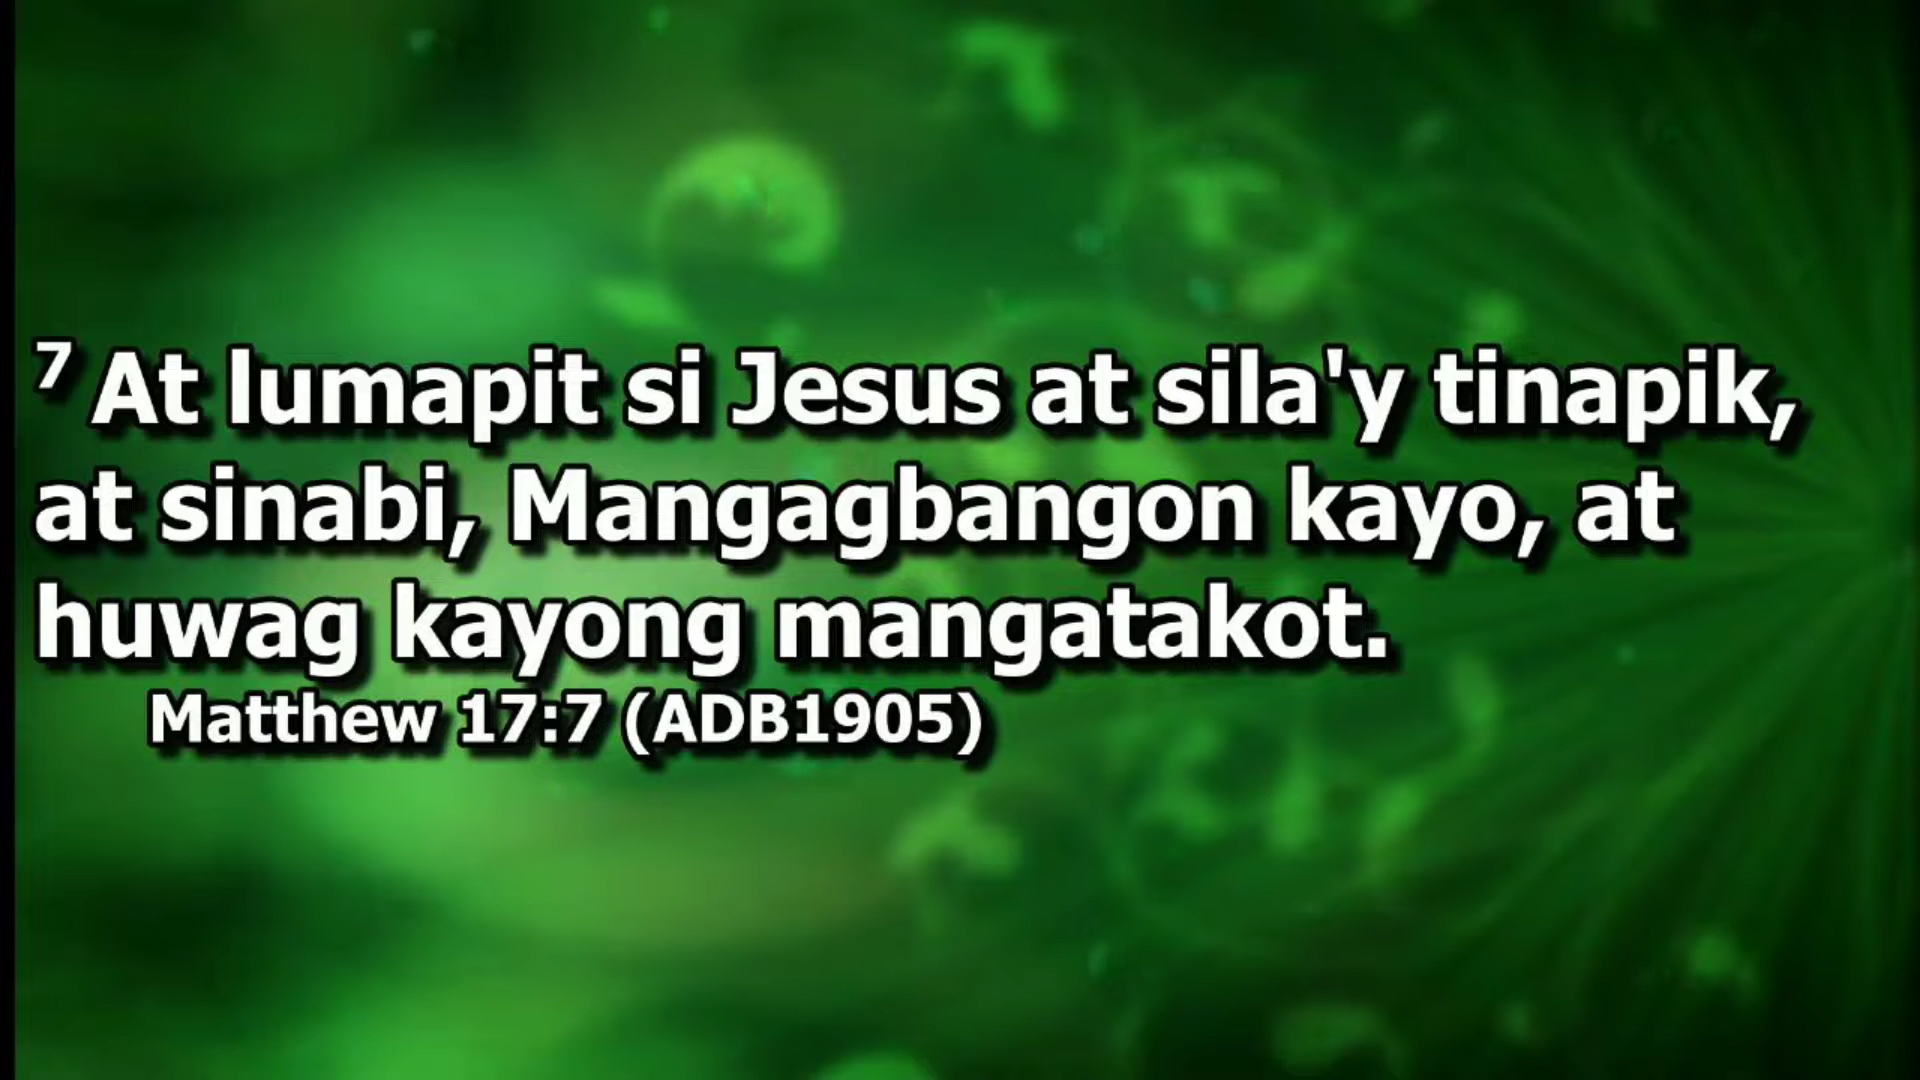 7 At lumapit si Jesus at sila'y tinapik,
at sinabi, Mangagbangon kayo, at
huwag kayong mangatakot.
Matthew 17:7 (ADB1905)